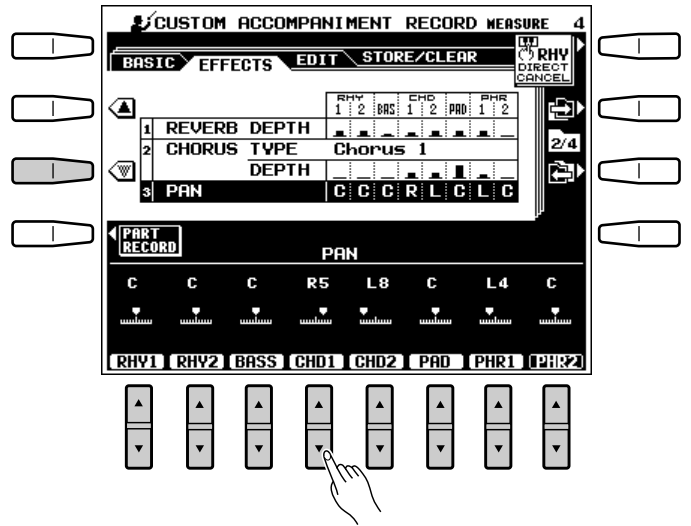 CUSTOM ACCOMPANIMENT RECORD MEASURE 4
BASIC EFFECTS EDIT STORE/CLEAR
RHY
DIRECT
CANCEL
RHY CHD PHR
1 2 BAS 1 2 PAD 1 2
1 REVERB DEPTH
2 CHORUS TYPE Chorus 1
DEPTH
3 PAN C C C R L C L C
2/4
PART
RECORD
PAN
C C C R5 L8 C L4 C
RHY1 RHY2 BASS CHD1 CHD2 PAD PHR1 PHR2